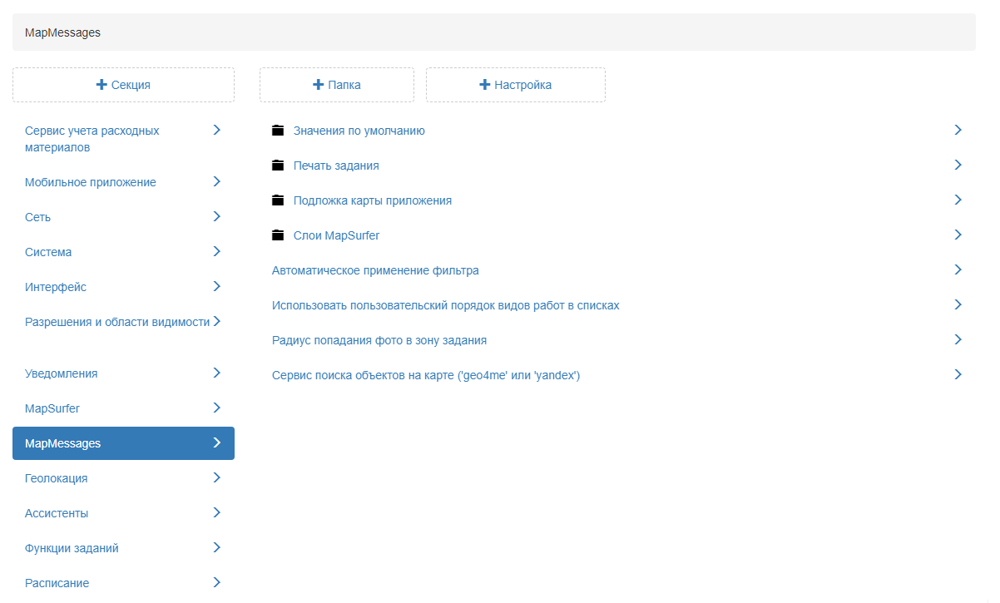 MapMessages
Секция
Папка
Настройка
Сервис учета расходных
материалов
Мобильное приложение
Сеть
Система
Интерфейс
Разрешения и области видимости
Уведомления
MapSurfer
MapMessages
Геолокация
Ассистенты
Функции заданий
Расписание
Значения по умолчанию
Печать задания
Подложка карты приложения
Слои MapSurfer
Автоматическое применение фильтра
Использовать пользовательский порядок видов работ в списках
Радиус попадания фото в зону задания
Сервис поиска объектов на карте ('geo4me' или 'yandex')